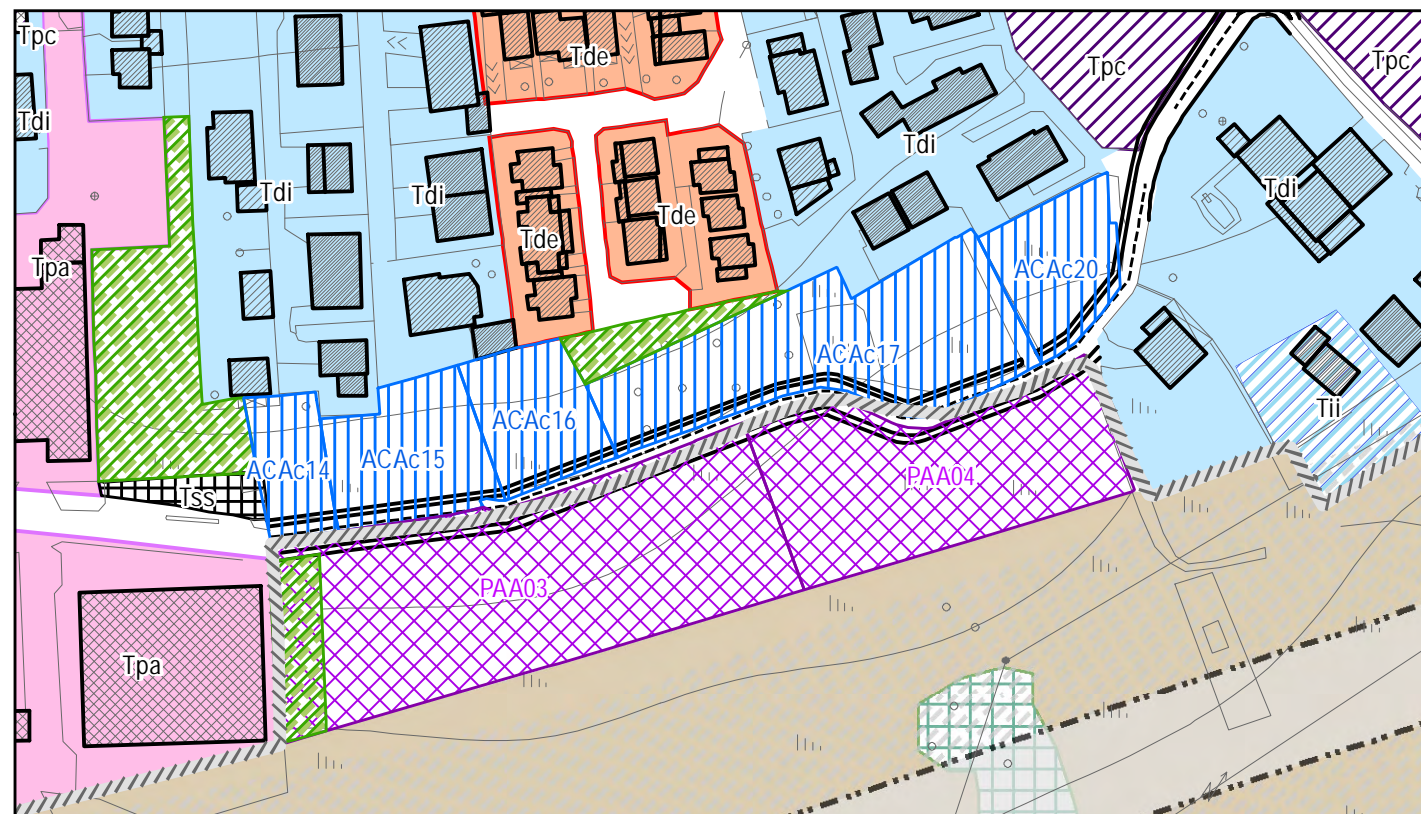 Tpc
Tde
Tpc
Tpc
Tdi
Tdi
Tdi
Tdi
Tdi
Tde
Tde
Tpa
ACAc20
ACAc17
Tii
ACAc16
ACAc15
ACAc14
Tss
PAA04
PAA03
Tpa